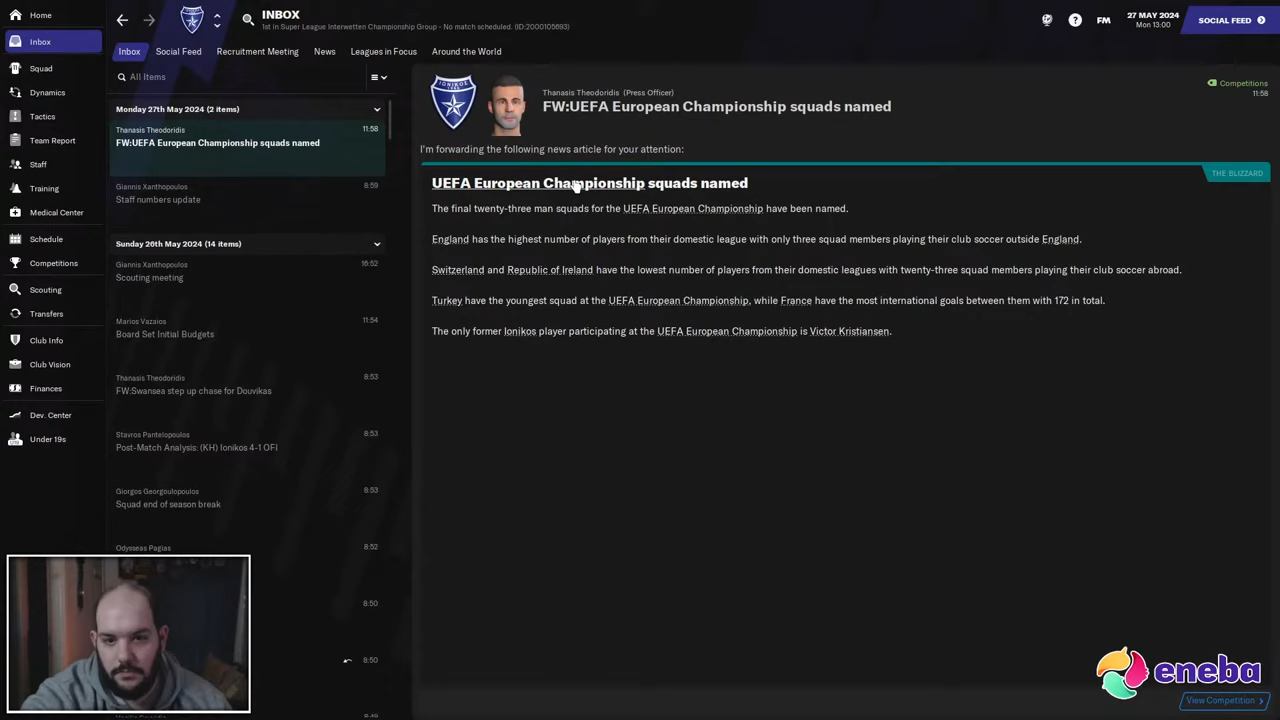 Home
Inbox
Squad
Dynamics
Tactics
Team Report
Staff
Training
Medical Center
Schedule
Competitions
Scouting
Transfers
Club Info
Club Vision
Finances
Dev. Center
Under 19s
INBOX
1st in Super League Interwetten Championship Group - No match scheduled. (ID:2000105693)
FM
27 MAY 2024
Mon 13:00
SOCIAL FEED
Inbox
Social Feed
Recruitment Meeting
News
Leagues in Focus
Around the World
All Items
Monday 27th May 2024 (2 items)
Thanasis Theodoridis 11:58
FW:UEFA European Championship squads named
Giannis Xanthopoulos 8:59
Staff numbers update
Sunday 26th May 2024 (14 items)
Giannis Xanthopoulos 16:52
Scouting meeting
Marios Vazaios 11:54
Board Set Initial Budgets
Thanasis Theodoridis 8:53
FW:Swansea step up chase for Douvikas
Stavros Pantelopoulos 8:53
Post-Match Analysis: (KH) Ionikos 4-1 OFI
Giorgos Georgoulopoulos 8:53
Squad end of season break
Odysseas Pagias 8:52
8:50
8:50
IONIKOΣ
Thanasis Theodoridis (Press Officer)
FW:UEFA European Championship squads named
Competitions
11:58
I'm forwarding the following news article for your attention:
THE BLIZZARD
UEFA European Championship squads named
The final twenty-three man squads for the UEFA European Championship have been named.
England has the highest number of players from their domestic league with only three squad members playing their club soccer outside England.
Switzerland and Republic of Ireland have the lowest number of players from their domestic leagues with twenty-three squad members playing their club soccer abroad.
Turkey have the youngest squad at the UEFA European Championship, while France have the most international goals between them with 172 in total.
The only former Ionikos player participating at the UEFA European Championship is Victor Kristiansen.
eneba
View Competition